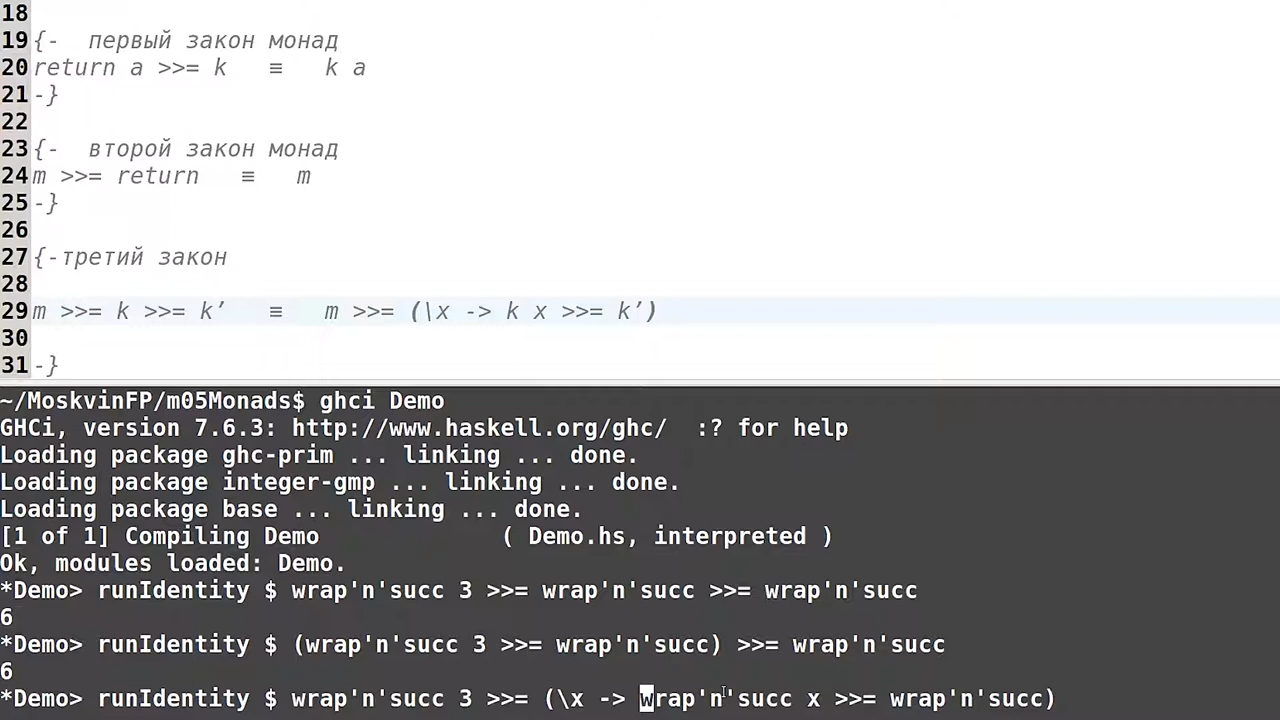 18
19 {-  первый закон монад
20 return a >>= k   ≡   k a
21 -}
22
23 {-  второй закон монад
24 m >>= return   ≡   m
25 -}
26
27 {-третий закон
28
29 m >>= k >>= k’   ≡   m >>= (\x -> k x >>= k’)
30
31 -}
~/MoskvinFP/m05Monads$ ghci Demo
GHCi, version 7.6.3: http://www.haskell.org/ghc/  :? for help
Loading package ghc-prim ... linking ... done.
Loading package integer-gmp ... linking ... done.
Loading package base ... linking ... done.
[1 of 1] Compiling Demo             ( Demo.hs, interpreted )
Ok, modules loaded: Demo.
*Demo> runIdentity $ wrap'n'succ 3 >>= wrap'n'succ >>= wrap'n'succ
6
*Demo> runIdentity $ (wrap'n'succ 3 >>= wrap'n'succ) >>= wrap'n'succ
6
*Demo> runIdentity $ wrap'n'succ 3 >>= (\x -> wrap'n'succ x >>= wrap'n'succ)